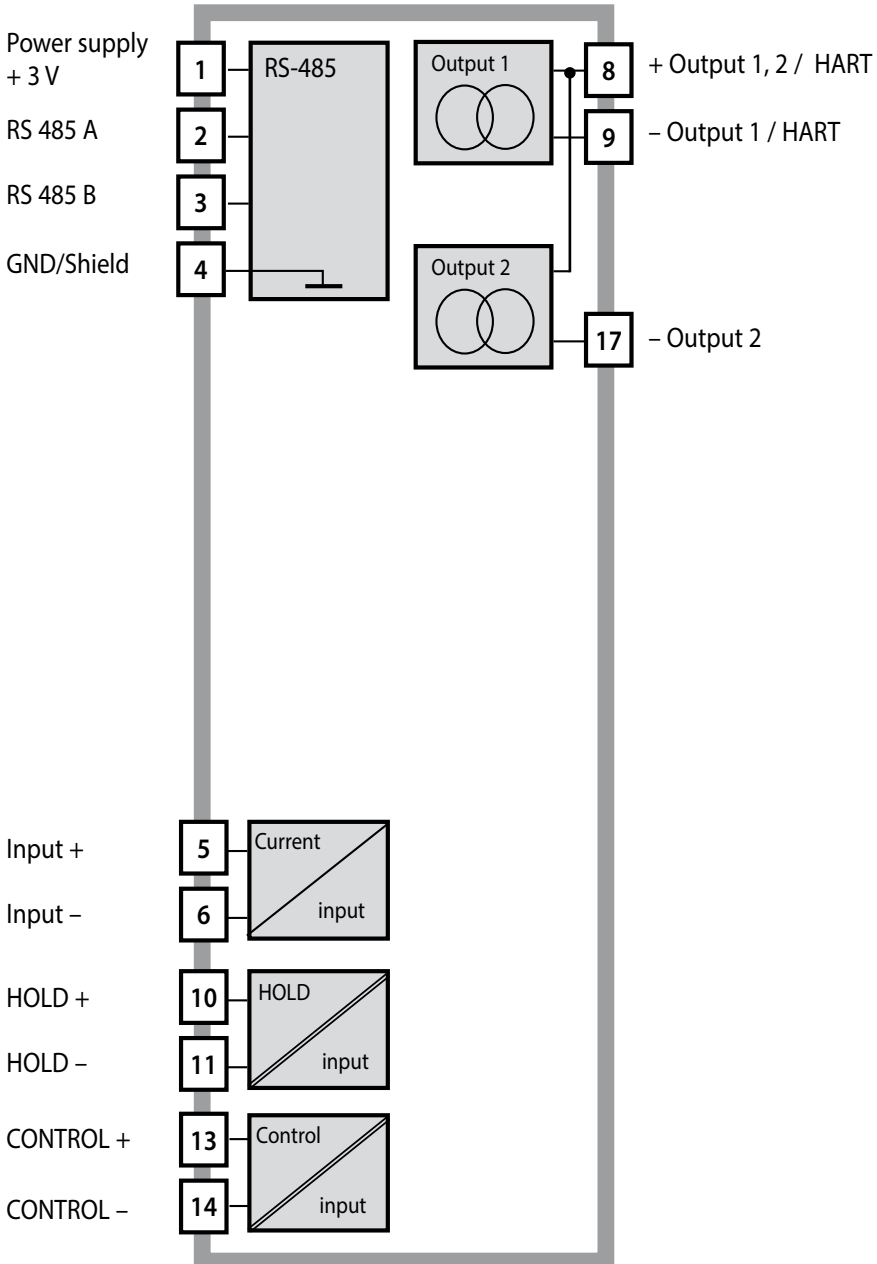 Power supply
+ 3 V
1
RS-485
RS 485 A
2
RS 485 B
3
GND/Shield
4
Output 1
8
+ Output 1, 2 / HART
9
– Output 1 / HART
Output 2
17
– Output 2
Input +
5
Current
Input –
6
input
HOLD +
10
HOLD
HOLD –
11
input
CONTROL +
13
Control
CONTROL –
14
input